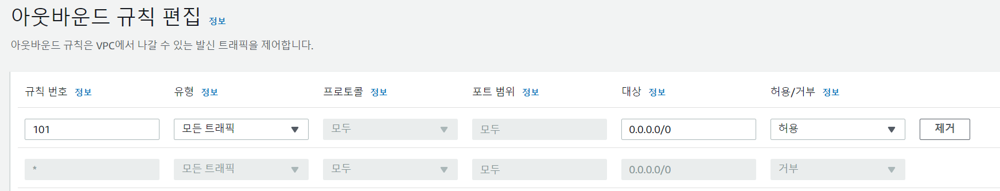 아웃바운드 규칙 편집 정보
아웃바운드 규칙은 VPC에서 나갈 수 있는 발신 트래픽을 제어합니다.
규칙 번호 정보 유형 정보 프로토콜 정보 포트 범위 정보 대상 정보 허용/거부 정보
101 모든 트래픽 모두 모두 0.0.0.0/0 허용 제거
* 모든 트래픽 모두 모두 0.0.0.0/0 거부